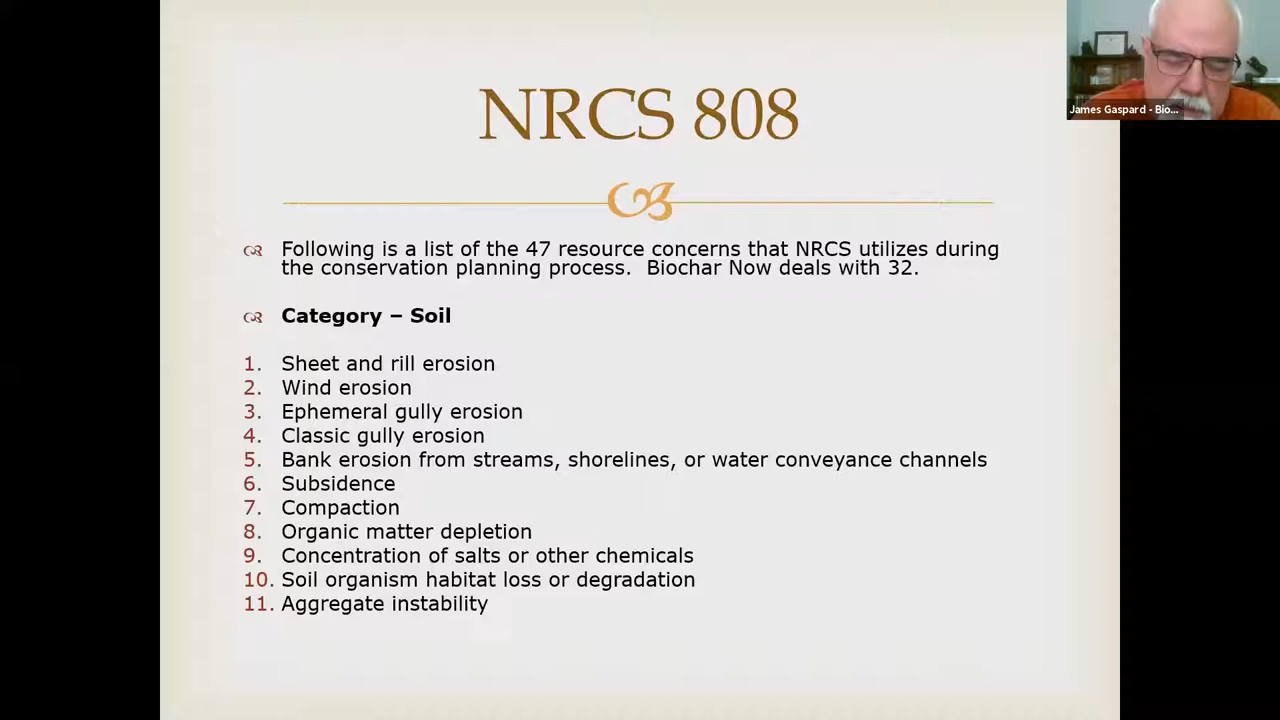 James Gaspard - Bio...
NRCS 808
Following is a list of the 47 resource concerns that NRCS utilizes during
the conservation planning process.  Biochar Now deals with 32.
Category – Soil
1. Sheet and rill erosion
2. Wind erosion
3. Ephemeral gully erosion
4. Classic gully erosion
5. Bank erosion from streams, shorelines, or water conveyance channels
6. Subsidence
7. Compaction
8. Organic matter depletion
9. Concentration of salts or other chemicals
10. Soil organism habitat loss or degradation
11. Aggregate instability